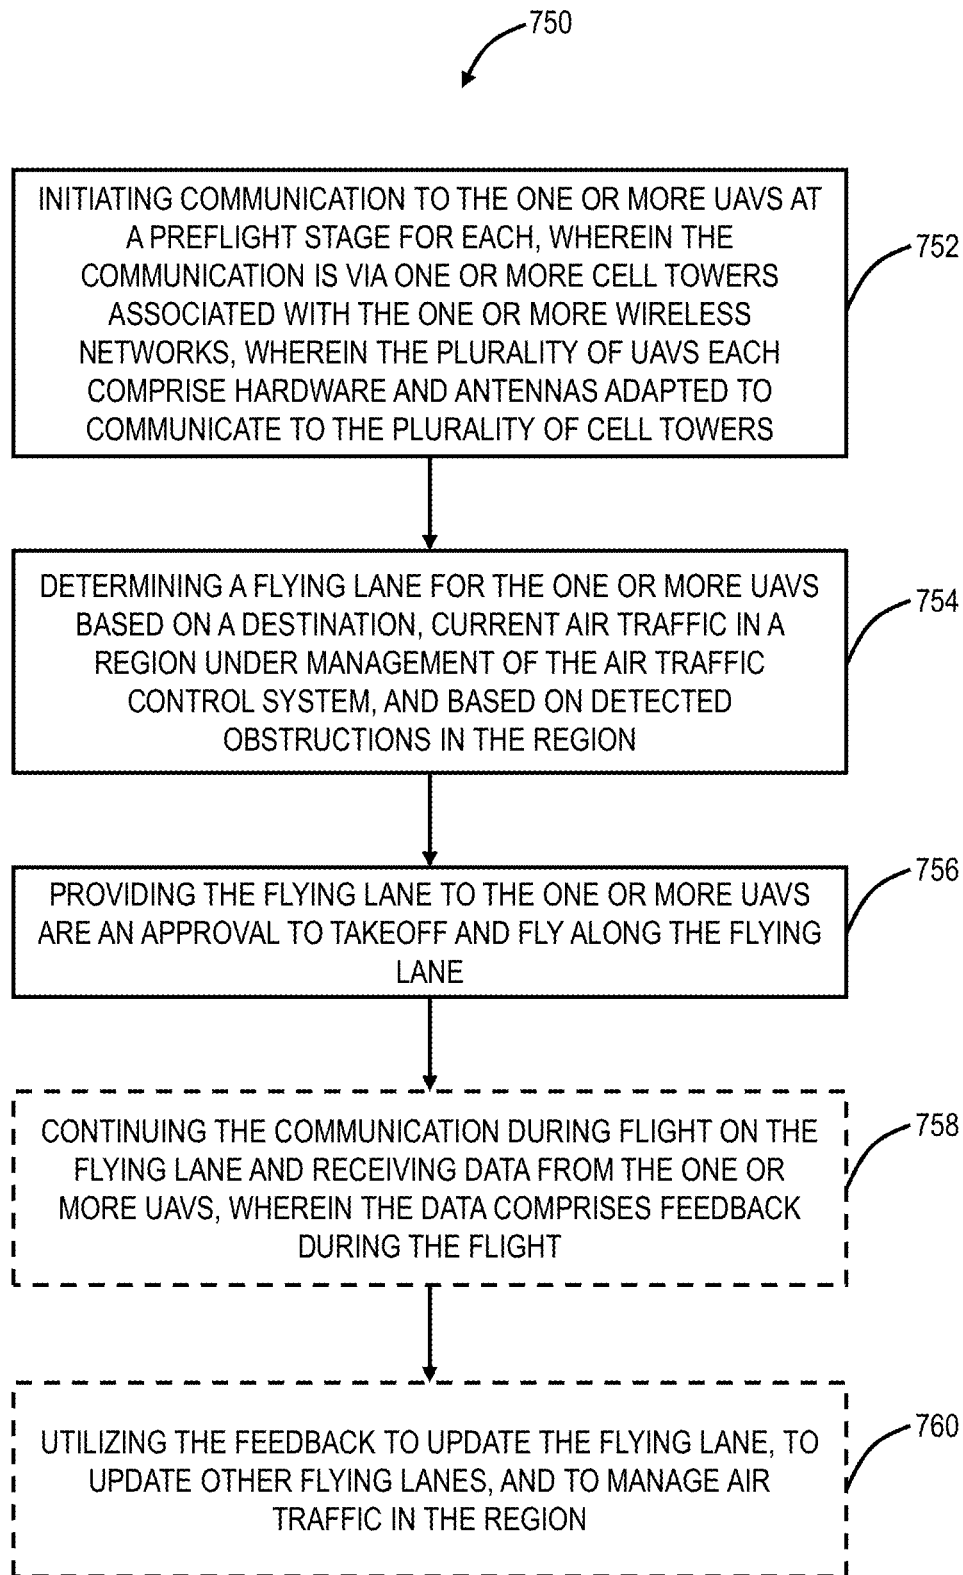 750
INITIATING COMMUNICATION TO THE ONE OR MORE UAVS AT
A PREFLIGHT STAGE FOR EACH, WHEREIN THE
COMMUNICATION IS VIA ONE OR MORE CELL TOWERS
ASSOCIATED WITH THE ONE OR MORE WIRELESS
NETWORKS, WHEREIN THE PLURALITY OF UAVS EACH
COMPRISE HARDWARE AND ANTENNAS ADAPTED TO
COMMUNICATE TO THE PLURALITY OF CELL TOWERS
752
DETERMINING A FLYING LANE FOR THE ONE OR MORE UAVS
BASED ON A DESTINATION, CURRENT AIR TRAFFIC IN A
REGION UNDER MANAGEMENT OF THE AIR TRAFFIC
CONTROL SYSTEM, AND BASED ON DETECTED
OBSTRUCTIONS IN THE REGION
754
PROVIDING THE FLYING LANE TO THE ONE OR MORE UAVS
ARE AN APPROVAL TO TAKEOFF AND FLY ALONG THE FLYING
LANE
756
CONTINUING THE COMMUNICATION DURING FLIGHT ON THE
FLYING LANE AND RECEIVING DATA FROM THE ONE OR
MORE UAVS, WHEREIN THE DATA COMPRISES FEEDBACK
DURING THE FLIGHT
758
UTILIZING THE FEEDBACK TO UPDATE THE FLYING LANE, TO
UPDATE OTHER FLYING LANES, AND TO MANAGE AIR
TRAFFIC IN THE REGION
760